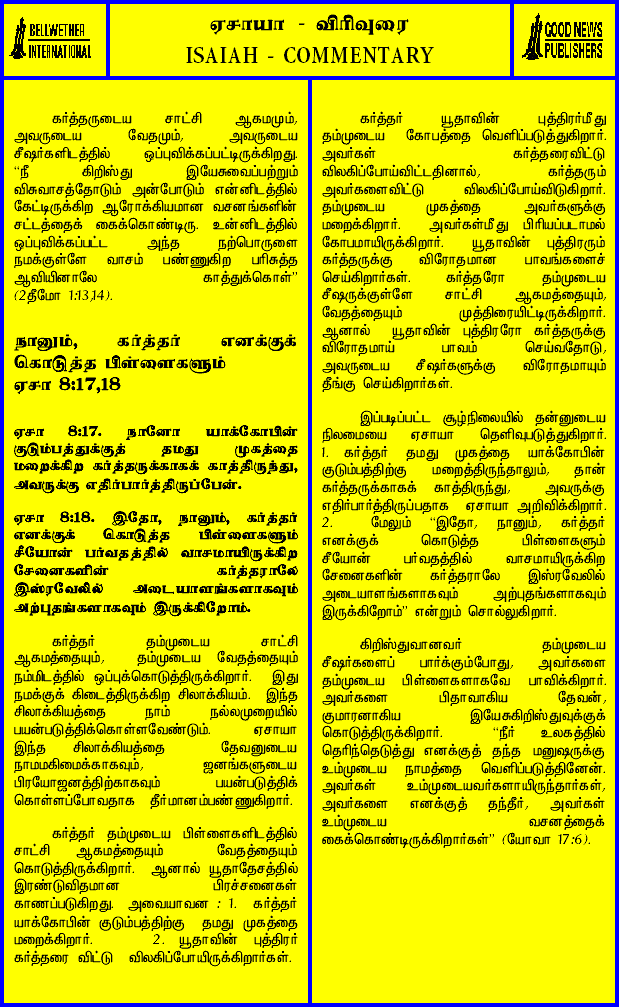 BELLWETHER
INTERNATIONAL
ஏசாயா - விரிவுரை
ISAIAH - COMMENTARY
GOOD NEWS
PUBLISHERS
கர்த்தருடைய சாட்சி ஆகமமும்,
அவருடைய வேதமும், அவருடைய
சீஷர்களிடத்தில் ஒப்புவிக்கப்பட்டிருக்கிறது.
“நீ கிறிஸ்து இயேசுவைப்பற்றும்
விசுவாசத்தோடும் அன்போடும் என்னிடத்தில்
கேட்டிருக்கிற ஆரோக்கியமான வசனங்களின்
சட்டத்தைக் கைக்கொண்டிரு. உன்னிடத்தில்
ஒப்புவிக்கப்பட்ட அந்த நற்பொருளை
நமக்குள்ளே வாசம் பண்ணுகிற பரிசுத்த
ஆவியினாலே காத்துக்கொள்”
(2தீமோ 1:13,14).
நானும், கர்த்தர் எனக்குக்
கொடுத்த பிள்ளைகளும்
ஏசா 8:17,18
ஏசா 8:17. நானோ யாக்கோபின்
குடும்பத்துக்குத் தமது முகத்தை
மறைக்கிற கர்த்தருக்காகக் காத்திருந்து,
அவருக்கு எதிர்பார்த்திருப்பேன்.
ஏசா 8:18. இதோ, நானும், கர்த்தர்
எனக்குக் கொடுத்த பிள்ளைகளும்
சீயோன் பர்வதத்தில் வாசமாயிருக்கிற
சேனைகளின் கர்த்தராலே
இஸ்ரவேலில் அடையாளங்களாகவும்
அற்புதங்களாகவும் இருக்கிறோம்.
கர்த்தர் தம்முடைய சாட்சி
ஆகமத்தையும், தம்முடைய வேதத்தையும்
நம்மிடத்தில் ஒப்புக்கொடுத்திருக்கிறார். இது
நமக்குக் கிடைத்திருக்கிற சிலாக்கியம். இந்த
சிலாக்கியத்தை நாம் நல்லமுறையில்
பயன்படுத்திக்கொள்ளவேண்டும். ஏசாயா
இந்த சிலாக்கியத்தை தேவனுடைய
நாமமகிமைக்காகவும், ஜனங்களுடைய
பிரயோஜனத்திற்காகவும் பயன்படுத்திக்
கொள்ளப்போவதாக தீர்மானம்பண்ணுகிறார்.
கர்த்தர் தம்முடைய பிள்ளைகளிடத்தில்
சாட்சி ஆகமத்தையும் வேதத்தையும்
கொடுத்திருக்கிறார். ஆனால் யூதாதேசத்தில்
இரண்டுவிதமான பிரச்சனைகள்
காணப்படுகிறது. அவையாவன : 1. கர்த்தர்
யாக்கோபின் குடும்பத்திற்கு தமது முகத்தை
மறைக்கிறார். 2. யூதாவின் புத்திரர்
கர்த்தரை விட்டு விலகிப்போயிருக்கிறார்கள்.
கர்த்தர் யூதாவின் புத்திரர்மீது
தம்முடைய கோபத்தை வெளிப்படுத்துகிறார்.
அவர்கள் கர்த்தரைவிட்டு
விலகிப்போய்விட்டதினால், கர்த்தரும்
அவர்களைவிட்டு விலகிப்போய்விடுகிறார்.
தம்முடைய முகத்தை அவர்களுக்கு
மறைக்கிறார். அவர்கள்மீது பிரியப்படாமல்
கோபமாயிருக்கிறார். யூதாவின் புத்திரரும்
கர்த்தருக்கு விரோதமான பாவங்களைச்
செய்கிறார்கள். கர்த்தரோ தம்முடைய
சீஷருக்குள்ளே சாட்சி ஆகமத்தையும்,
வேதத்தையும் முத்திரையிட்டிருக்கிறார்.
ஆனால் யூதாவின் புத்திரரோ கர்த்தருக்கு
விரோதமாய் பாவம் செய்வதோடு,
அவருடைய சீஷர்களுக்கு விரோதமாயும்
தீங்கு செய்கிறார்கள்.
இப்படிப்பட்ட சூழ்நிலையில் தன்னுடைய
நிலமையை ஏசாயா தெளிவுபடுத்துகிறார்.
1. கர்த்தர் தமது முகத்தை யாக்கோபின்
குடும்பத்திற்கு மறைத்திருந்தாலும், தான்
கர்த்தருக்காகக் காத்திருந்து, அவருக்கு
எதிர்பார்த்திருப்பதாக ஏசாயா அறிவிக்கிறார்.
2. மேலும் “இதோ, நானும், கர்த்தர்
எனக்குக் கொடுத்த பிள்ளைகளும்
சீயோன் பர்வதத்தில் வாசமாயிருக்கிற
சேனைகளின் கர்த்தராலே இஸ்ரவேலில்
அடையாளங்களாகவும் அற்புதங்களாகவும்
இருக்கிறோம்” என்றும் சொல்லுகிறார்.
கிறிஸ்துவானவர் தம்முடைய
சீஷர்களைப் பார்க்கும்போது, அவர்களை
தம்முடைய பிள்ளைகளாகவே பாவிக்கிறார்.
அவர்களை பிதாவாகிய தேவன்,
குமாரனாகிய இயேசுகிறிஸ்துவுக்குக்
கொடுத்திருக்கிறார். “நீர் உலகத்தில்
தெரிந்தெடுத்து எனக்குத் தந்த மனுஷருக்கு
உம்முடைய நாமத்தை வெளிப்படுத்தினேன்.
அவர்கள் உம்முடையவர்களாயிருந்தார்கள்,
அவர்களை எனக்குத் தந்தீர், அவர்கள்
உம்முடைய வசனத்தைக்
கைக்கொண்டிருக்கிறார்கள்” (யோவா 17:6).